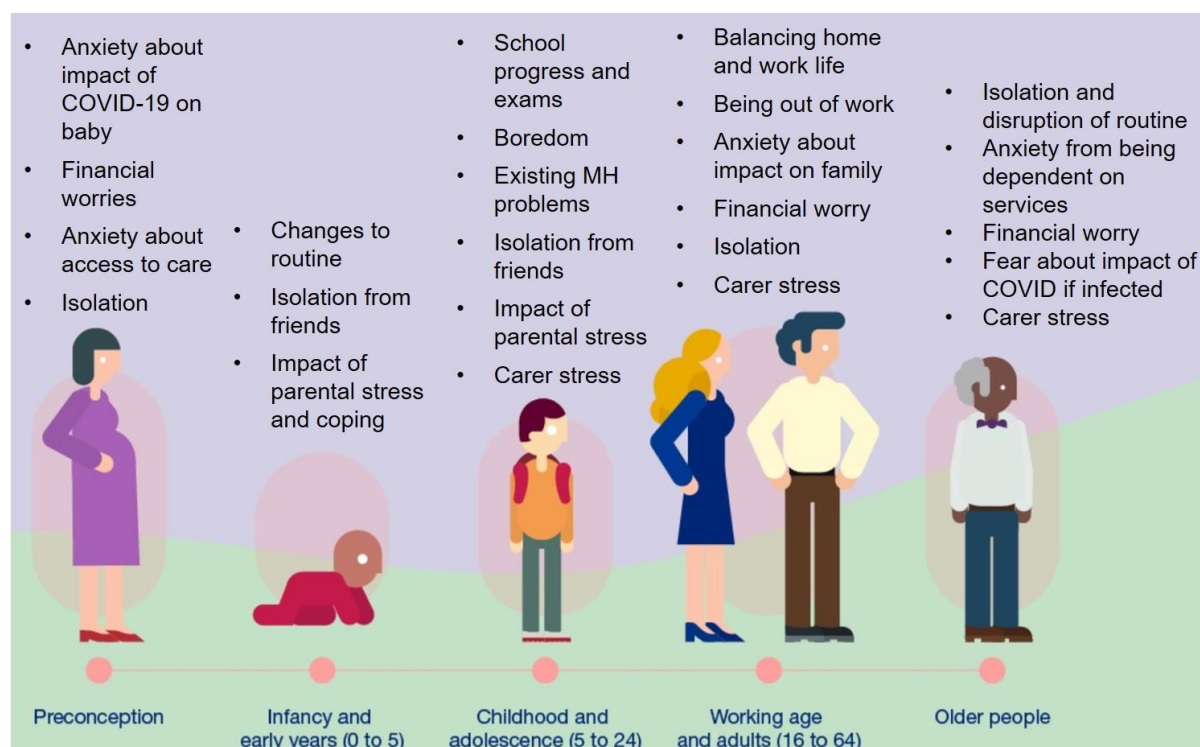 • Anxiety about
impact of
COVID-19 on
baby
• Financial
worries
• Anxiety about
access to care
• Isolation
• Changes to
routine
• Isolation from
friends
• Impact of
parental stress
and coping
• School
progress and
exams
• Boredom
• Existing MH
problems
• Isolation from
friends
• Impact of
parental stress
• Carer stress
• Balancing home
and work life
• Being out of work
• Anxiety about
impact on family
• Financial worry
• Isolation
• Carer stress
• Isolation and
disruption of routine
• Anxiety from being
dependent on
services
• Financial worry
• Fear about impact of
COVID if infected
• Carer stress
Preconception
Infancy and
early years (0 to 5)
Childhood and
adolescence (5 to 24)
Working age
and adults (16 to 64)
Older people